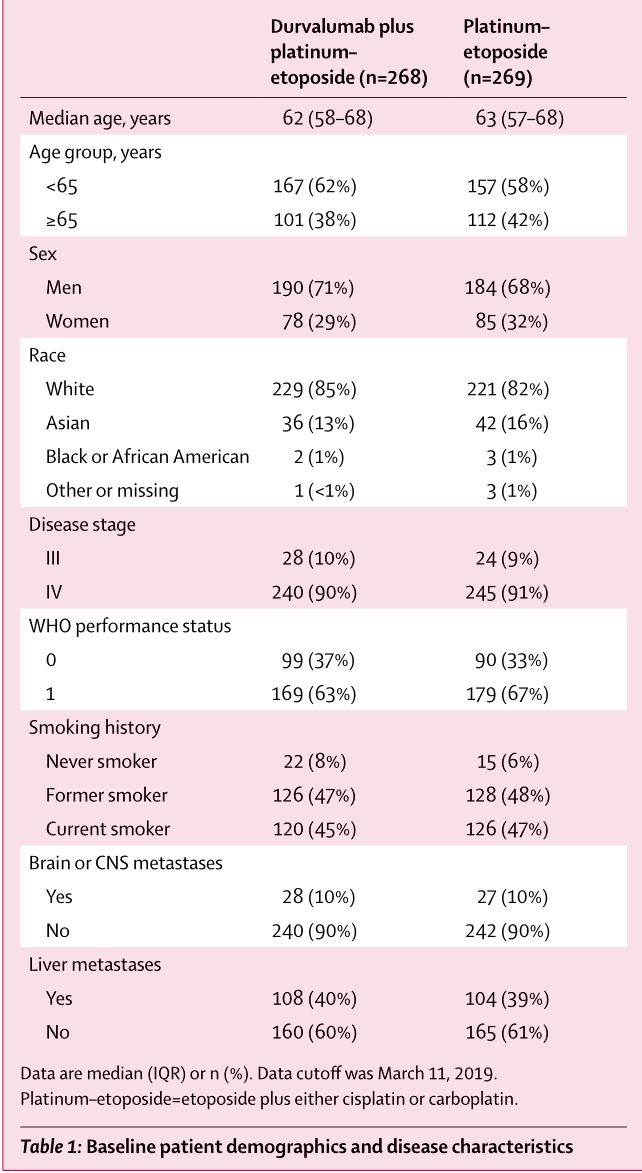 Durvalumab plus platinum–etoposide (n=268) Platinum–etoposide (n=269)
Median age, years 62 (58–68) 63 (57–68)
Age group, years
<65 167 (62%) 157 (58%)
≥65 101 (38%) 112 (42%)
Sex
Men 190 (71%) 184 (68%)
Women 78 (29%) 85 (32%)
Race
White 229 (85%) 221 (82%)
Asian 36 (13%) 42 (16%)
Black or African American 2 (1%) 3 (1%)
Other or missing 1 (<1%) 3 (1%)
Disease stage
III 28 (10%) 24 (9%)
IV 240 (90%) 245 (91%)
WHO performance status
0 99 (37%) 90 (33%)
1 169 (63%) 179 (67%)
Smoking history
Never smoker 22 (8%) 15 (6%)
Former smoker 126 (47%) 128 (48%)
Current smoker 120 (45%) 126 (47%)
Brain or CNS metastases
Yes 28 (10%) 27 (10%)
No 240 (90%) 242 (90%)
Liver metastases
Yes 108 (40%) 104 (39%)
No 160 (60%) 165 (61%)
Data are median (IQR) or n (%). Data cutoff was March 11, 2019.
Platinum–etoposide=etoposide plus either cisplatin or carboplatin.
Table 1: Baseline patient demographics and disease characteristics